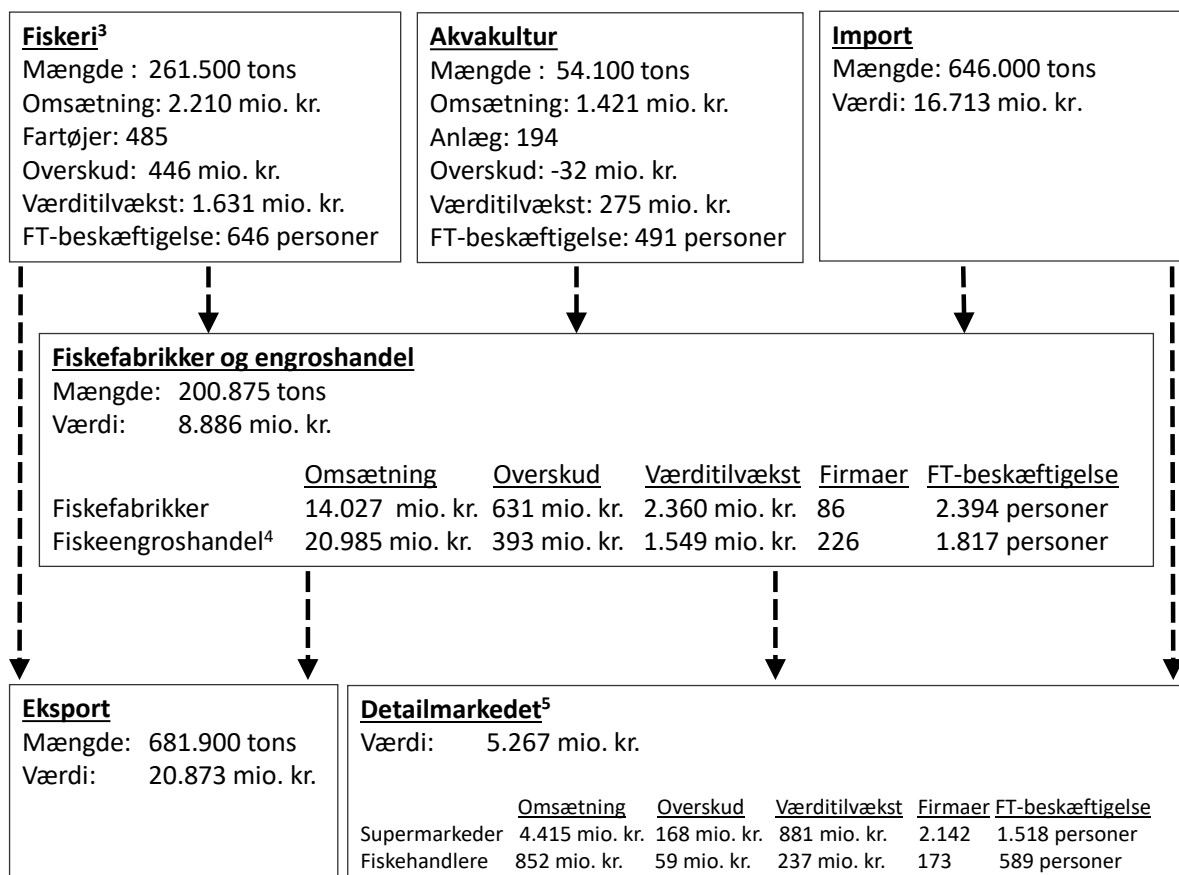 Fiskeri³
Mængde : 261.500 tons
Omsætning: 2.210 mio. kr.
Fartøjer: 485
Overskud: 446 mio. kr.
Værditilvækst: 1.631 mio. kr.
FT-beskæftigelse: 646 personer
Akvakultur
Mængde : 54.100 tons
Omsætning: 1.421 mio. kr.
Anlæg: 194
Overskud: -32 mio. kr.
Værditilvækst: 275 mio. kr.
FT-beskæftigelse: 491 personer
Import
Mængde: 646.000 tons
Værdi: 16.713 mio. kr.
Fiskefabrikker og engroshandel
Mængde: 200.875 tons
Værdi: 8.886 mio. kr.
Omsætning Overskud Værditilvækst Firmaer FT-beskæftigelse
Fiskefabrikker 14.027 mio. kr. 631 mio. kr. 2.360 mio. kr. 86 2.394 personer
Fiskeengroshandel⁴ 20.985 mio. kr. 393 mio. kr. 1.549 mio. kr. 226 1.817 personer
Eksport
Mængde: 681.900 tons
Værdi: 20.873 mio. kr.
Detailmarkedet⁵
Værdi: 5.267 mio. kr.
Omsætning Overskud Værditilvækst Firmaer FT-beskæftigelse
Supermarkeder 4.415 mio. kr. 168 mio. kr. 881 mio. kr. 2.142 1.518 personer
Fiskehandlere 852 mio. kr. 59 mio. kr. 237 mio. kr. 173 589 personer